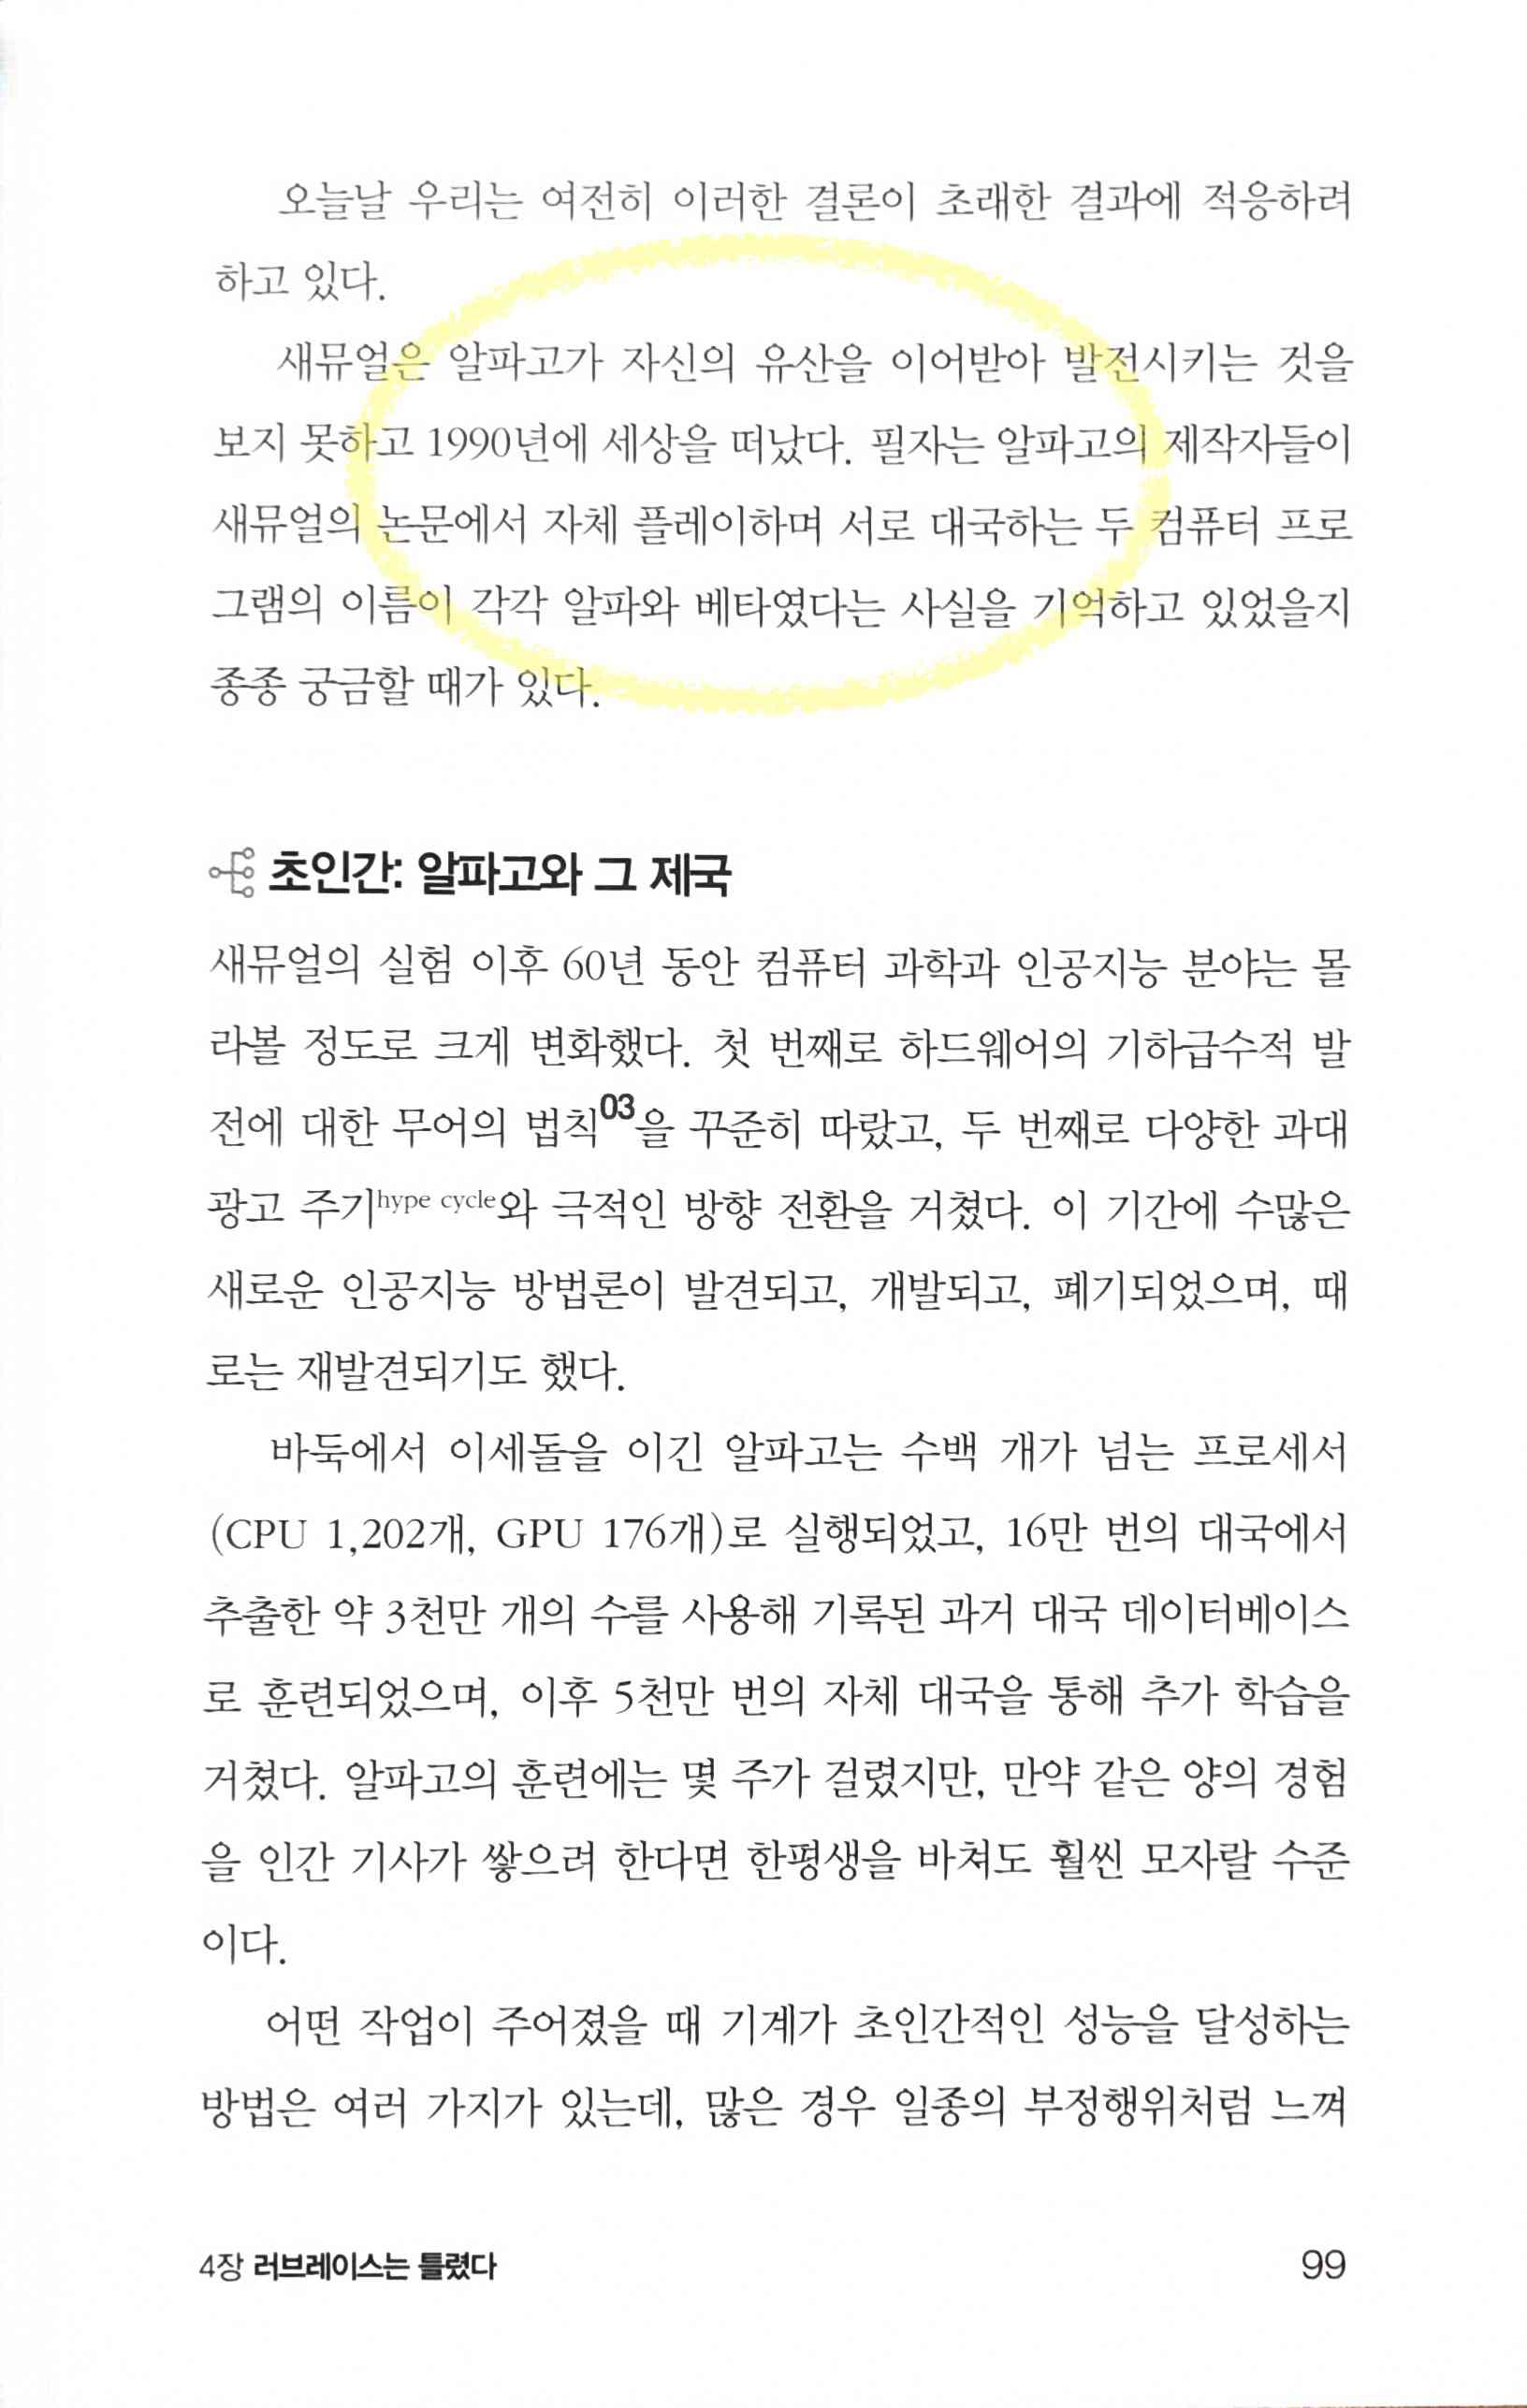 오늘날 우리는 여전히 이러한 결론이 초래한 결과에 적응하려
하고 있다.
새뮤얼은 알파고가 자신의 유산을 이어받아 발전시키는 것을
보지 못하고 1990년에 세상을 떠났다. 필자는 알파고의 제작자들이
새뮤얼의 논문에서 자체 플레이하며 서로 대국하는 두 컴퓨터 프로
그램의 이름이 각각 알파와 베타였다는 사실을 기억하고 있었을지
종종 궁금할 때가 있다.
초인간: 알파고와 그 제국
새뮤얼의 실험 이후 60년 동안 컴퓨터 과학과 인공지능 분야는 몰
라볼 정도로 크게 변화했다. 첫 번째로 하드웨어의 기하급수적 발
전에 대한 무어의 법칙03을 꾸준히 따랐고, 두 번째로 다양한 과대
광고 주기hype cycle와 극적인 방향 전환을 거쳤다. 이 기간에 수많은
새로운 인공지능 방법론이 발견되고, 개발되고, 폐기되었으며, 때
로는 재발견되기도 했다.
바둑에서 이세돌을 이긴 알파고는 수백 개가 넘는 프로세서
(CPU 1,202개, GPU 176개)로 실행되었고, 16만 번의 대국에서
추출한 약 3천만 개의 수를 사용해 기록된 과거 대국 데이터베이스
로 훈련되었으며, 이후 5천만 번의 자체 대국을 통해 추가 학습을
거쳤다. 알파고의 훈련에는 몇 주가 걸렸지만, 만약 같은 양의 경험
을 인간 기사가 쌓으려 한다면 한평생을 바쳐도 훨씬 모자랄 수준
이다.
어떤 작업이 주어졌을 때 기계가 초인간적인 성능을 달성하는
방법은 여러 가지가 있는데, 많은 경우 일종의 부정행위처럼 느껴
4장 러브레이스는 틀렸다
99